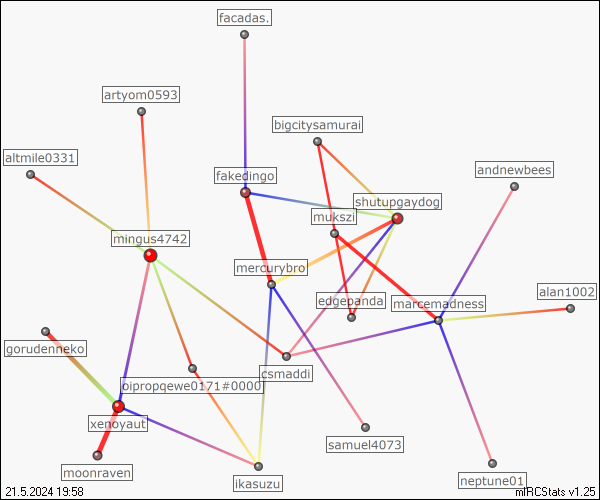 facadas.
artyom0593
bigcitysamurai
altmile0331
fakedingo
andnewbees
shutupgaydog
mukszi
mingus4742
mercurybro
edgepanda
marcemadness
alan1002
gorudenneko
csmaddi
oipropqewe0171#0000
xenoyaut
samuel4073
moonraven
ikasuzu
neptune01
21.5.2024 19:58
mIRCStats v1.25